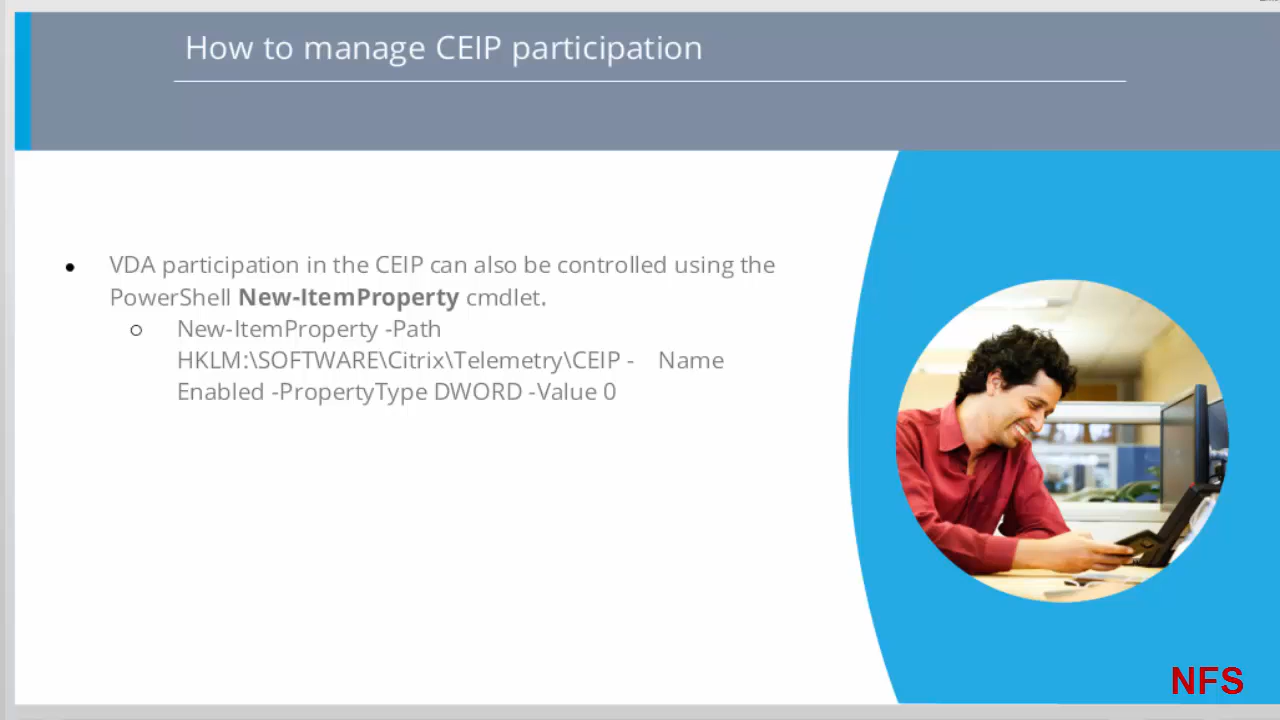 How to manage CEIP participation
• VDA participation in the CEIP can also be controlled using the
PowerShell New-ItemProperty cmdlet.
○ New-ItemProperty -Path
HKLM:\SOFTWARE\Citrix\Telemetry\CEIP - Name
Enabled -PropertyType DWORD -Value 0
NFS